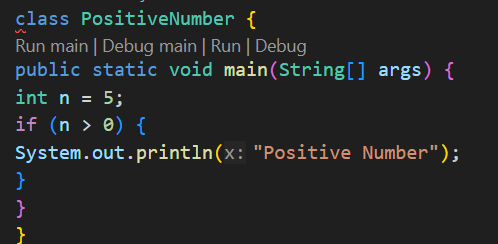 class PositiveNumber {
Run main | Debug main | Run | Debug
public static void main(String[] args) {
int n = 5;
if (n > 0) {
System.out.println(x: "Positive Number");
}
}
}